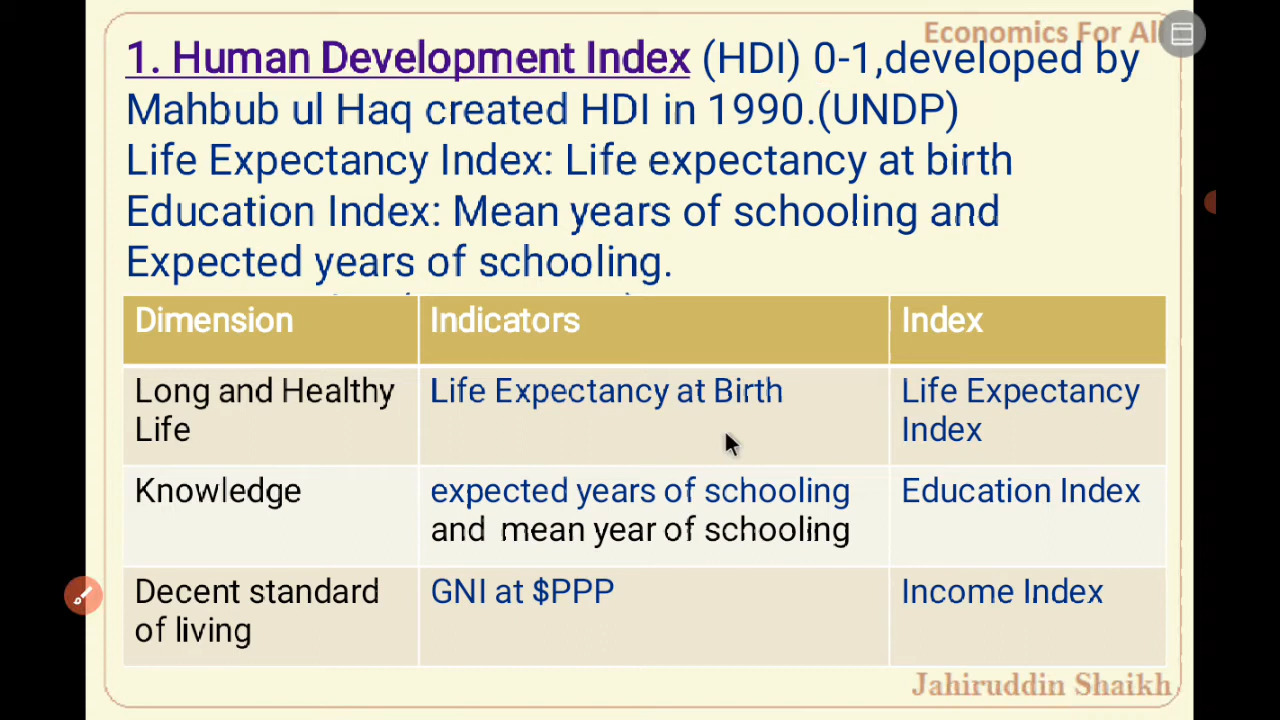 Economics For All
1. Human Development Index (HDI) 0-1,developed by
Mahbub ul Haq created HDI in 1990.(UNDP)
Life Expectancy Index: Life expectancy at birth
Education Index: Mean years of schooling and
Expected years of schooling.
Dimension Indicators Index
Long and Healthy Life Expectancy at Birth Life Expectancy
Life Index
Knowledge expected years of schooling Education Index
and mean year of schooling
Decent standard GNI at $PPP Income Index
of living
Jahiruddin Shaikh